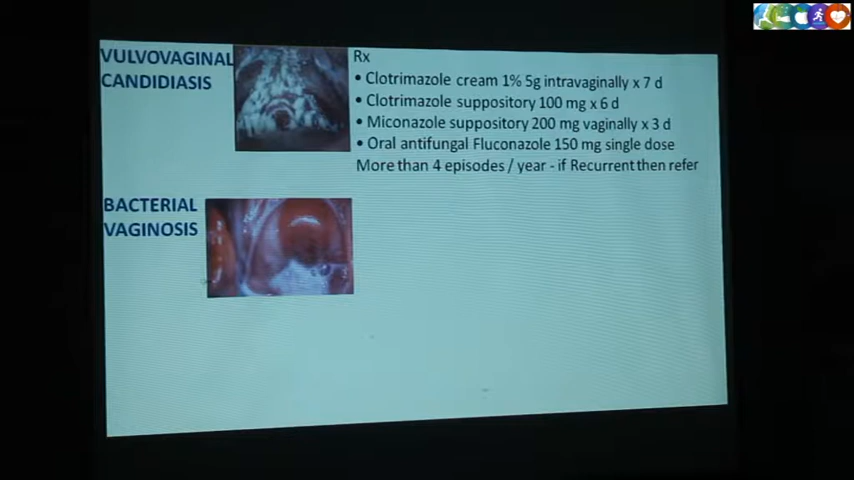 VULVOVAGINAL
CANDIDIASIS
Rx
• Clotrimazole cream 1% 5g intravaginally x 7 d
• Clotrimazole suppository 100 mg x 6 d
• Miconazole suppository 200 mg vaginally x 3 d
• Oral antifungal Fluconazole 150 mg single dose
More than 4 episodes / year - if Recurrent then refer
BACTERIAL
VAGINOSIS